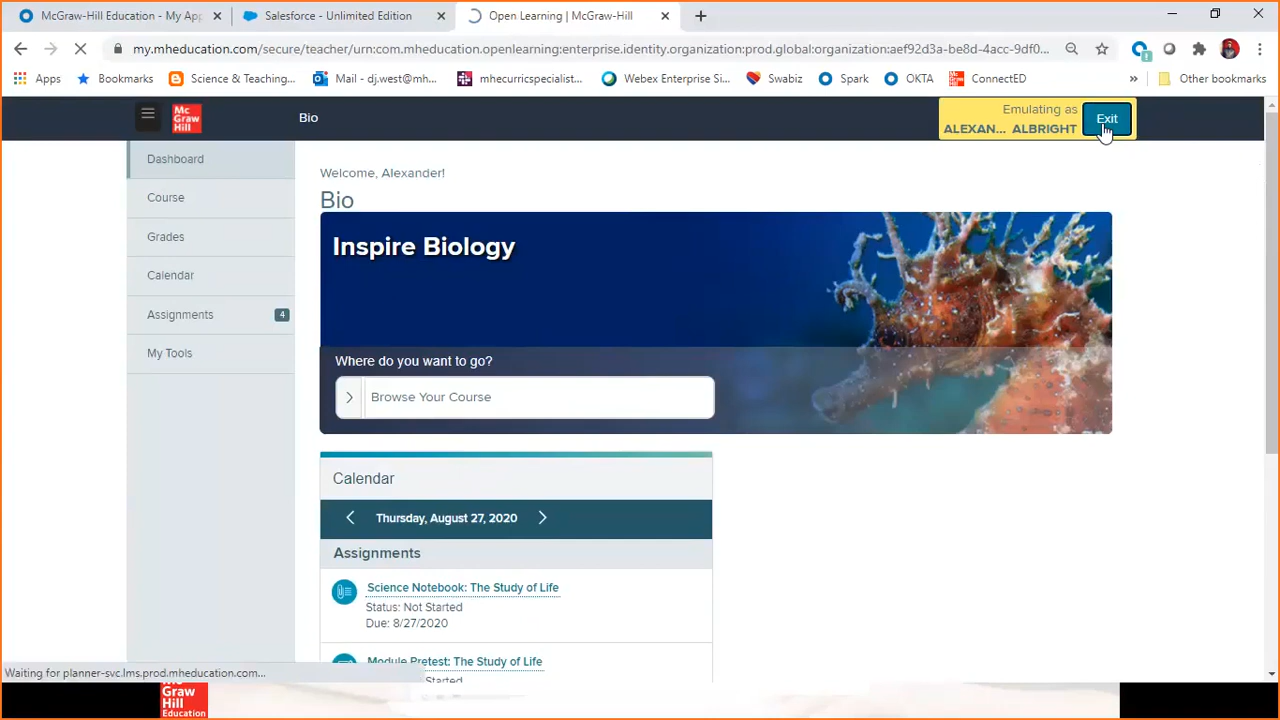 McGraw-Hill Education - My App
Salesforce - Unlimited Edition
Open Learning | McGraw-Hill
my.mheducation.com/secure/teacher/urn:com.mheducation.openlearning:enterprise.identity.organization:prod.global:organization:aef92d3a-be8d-4acc-9df0...
Apps
Bookmarks
Science & Teaching...
Mail - dj.west@mh...
mhecurricspecialist...
Webex Enterprise Si...
Swabiz
Spark
OKTA
ConnectED
»
Other bookmarks
Mc
Graw
Hill
Bio
Emulating as
ALEXAN... ALBRIGHT
Exit
Dashboard
Course
Grades
Calendar
Assignments 4
My Tools
Welcome, Alexander!
Bio
Inspire Biology
Where do you want to go?
Browse Your Course
Calendar
Thursday, August 27, 2020
Assignments
Science Notebook: The Study of Life
Status: Not Started
Due: 8/27/2020
Module Pretest: The Study of Life
Started
Waiting for planner-svc.lms.prod.mheducation.com...
Mc
Graw
Hill
Education